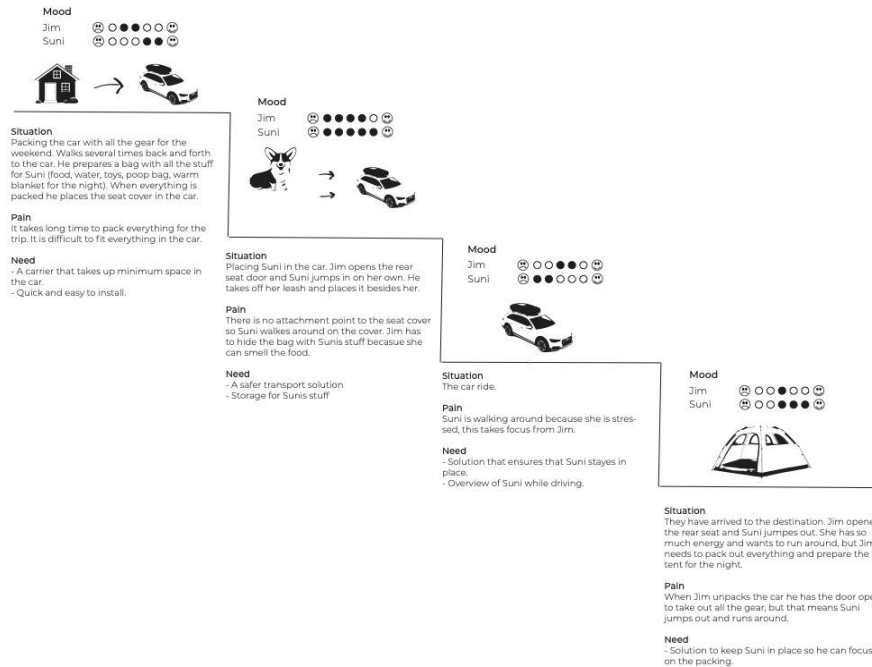 Mood
Jim
Suni
Situation
Packing the car with all the gear for the
weekend. Walks several times back and forth
to the car. He prepares a bag with all the stuff
for Suni (food, water, toys, poop bag, warm
blanket for the night). When everything is
packed he places the seat cover in the car.
Pain
It takes long time to pack everything for the
trip. It is difficult to fit everything in the car.
Need
- A carrier that takes up minimum space in
the car.
- Quick and easy to install.
Mood
Jim
Suni
Situation
Placing Suni in the car. Jim opens the rear
seat door and Suni jumps in on her own. He
takes off her leash and places it besides her.
Pain
There is no attachment point to the seat cover
so Suni walks around on the cover. Jim has
to hide the bag with Sunis stuff becasue she
can smell the food.
Need
- A safer transport solution
- Storage for Sunis stuff
Mood
Jim
Suni
Situation
The car ride.
Pain
Suni is walking around because she is stres-
sed, this takes focus from Jim.
Need
- Solution that ensures that Suni stayes in
place.
- Overview of Suni while driving.
Mood
Jim
Suni
Situation
They have arrived to the destination. Jim opene
the rear seat and Suni jumpes out. She has so
much energy and wants to run around, but Jim
needs to pack out everything and prepare the
tent for the night.
Pain
When Jim unpacks the car he has the door ope
to take out all the gear, but that means Suni
jumps out and runs around.
Need
- Solution to keep Suni in place so he can focus
on the packing.